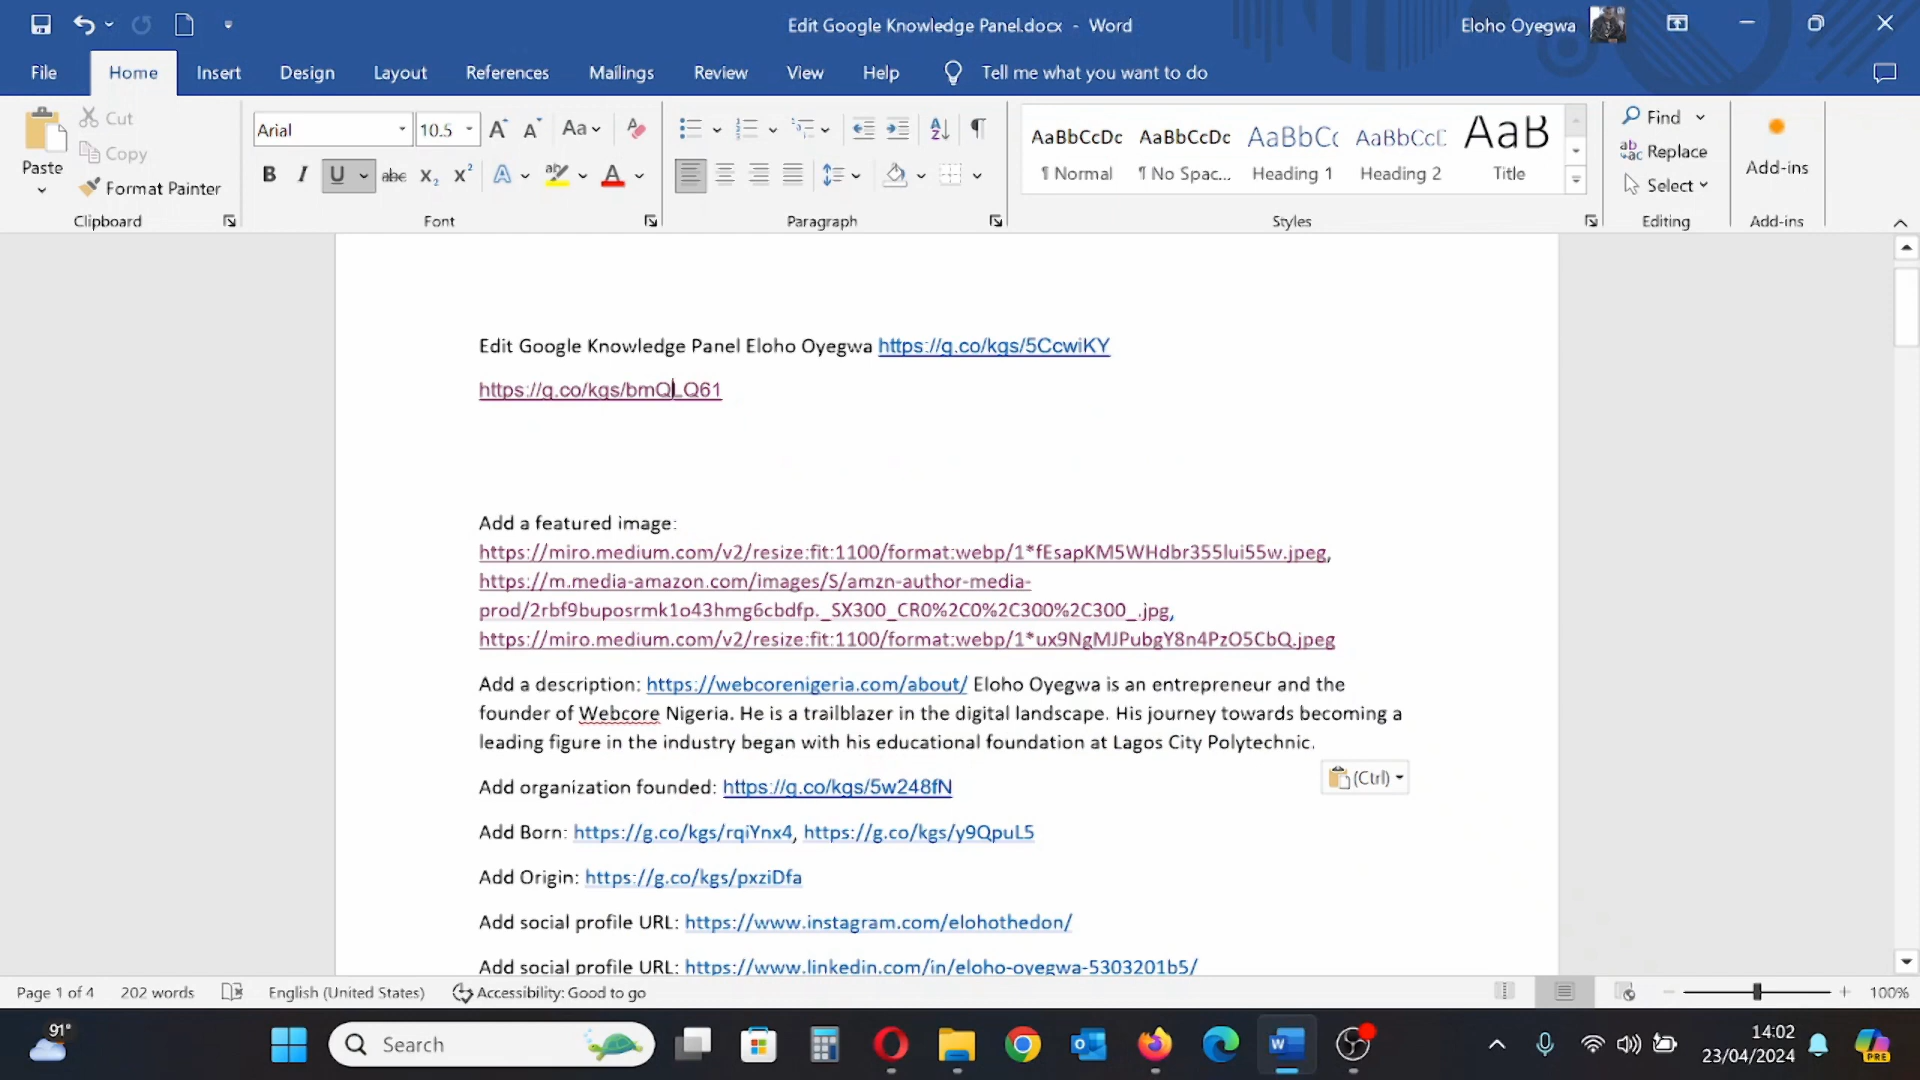 Edit Google Knowledge Panel.docx - Word
Eloho Oyegwa
File Home Insert Design Layout References Mailings Review View Help Tell me what you want to do
Paste
Cut
Copy
Format Painter
Clipboard
Arial 10.5
Font
Paragraph
AaBbCcDc AaBbCcDc AaBbCc AaBbCcD AaB
¶ Normal ¶ No Spac... Heading 1 Heading 2 Title
Styles
Find
Replace
Select
Editing
Add-ins
Add-ins
Edit Google Knowledge Panel Eloho Oyegwa https://g.co/kgs/5CcwiKY
https://g.co/kgs/bmQLQ61
Add a featured image:
https://miro.medium.com/v2/resize:fit:1100/format:webp/1*fEsapKM5WHdbr355lui55w.jpeg,
https://m.media-amazon.com/images/S/amzn-author-media-
prod/2rbf9buposrmk1o43hmg6cbdfp._SX300_CR0%2C0%2C300%2C300_.jpg,
https://miro.medium.com/v2/resize:fit:1100/format:webp/1*ux9NgMJPubgY8n4PzO5CbQ.jpeg
Add a description: https://webcorenigeria.com/about/ Eloho Oyegwa is an entrepreneur and the
founder of Webcore Nigeria. He is a trailblazer in the digital landscape. His journey towards becoming a
leading figure in the industry began with his educational foundation at Lagos City Polytechnic.
(Ctrl)
Add organization founded: https://g.co/kgs/5w248fN
Add Born: https://g.co/kgs/rqiYnx4, https://g.co/kgs/y9QpuL5
Add Origin: https://g.co/kgs/pxziDfa
Add social profile URL: https://www.instagram.com/elohothedon/
Add social profile URL: https://www.linkedin.com/in/eloho-oyegwa-5303201b5/
Page 1 of 4 202 words English (United States) Accessibility: Good to go 100%
91°
Search
14:02
23/04/2024
PRE